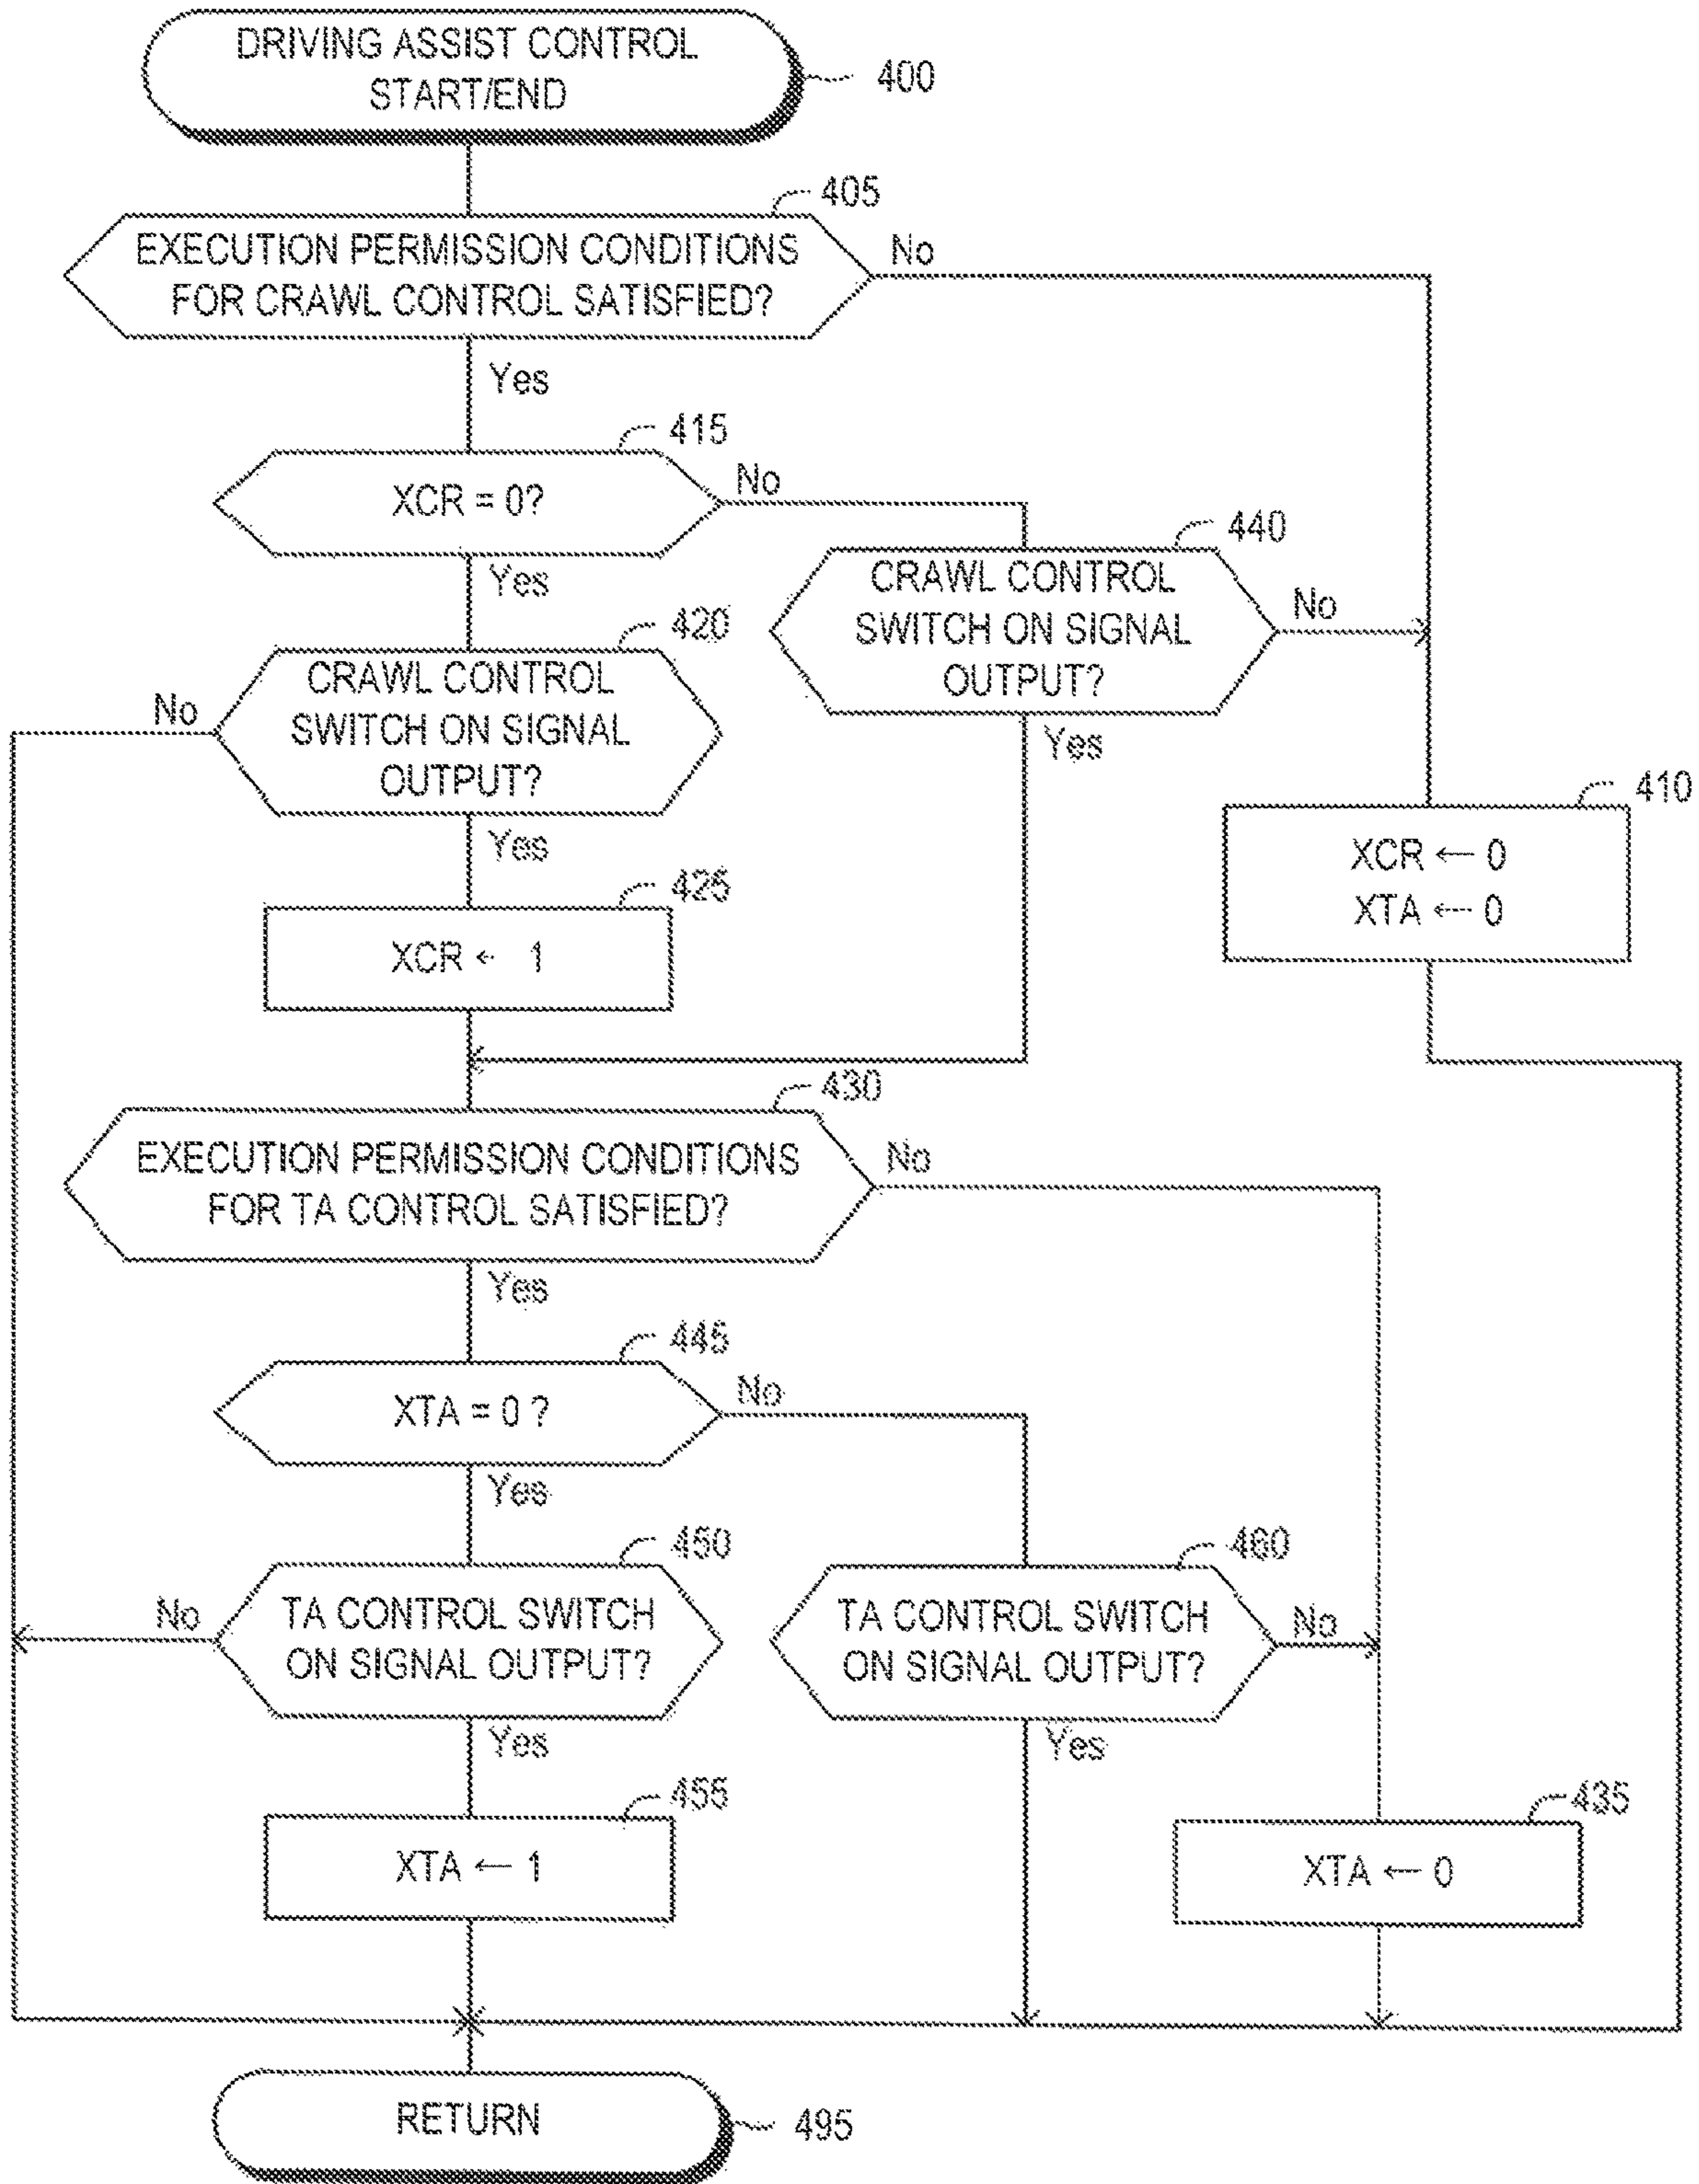 DRIVING ASSIST CONTROL
START/END
400
405
EXECUTION PERMISSION CONDITIONS
FOR CRAWL CONTROL SATISFIED?
No
Yes
415
XCR = 0?
No
Yes
440
CRAWL CONTROL
SWITCH ON SIGNAL
OUTPUT?
No
Yes
420
CRAWL CONTROL
SWITCH ON SIGNAL
OUTPUT?
No
Yes
410
XCR ← 0
XTA ← 0
425
XCR ← 1
430
EXECUTION PERMISSION CONDITIONS
FOR TA CONTROL SATISFIED?
No
Yes
445
XTA = 0 ?
No
Yes
450
TA CONTROL SWITCH
ON SIGNAL OUTPUT?
No
Yes
460
TA CONTROL SWITCH
ON SIGNAL OUTPUT?
No
Yes
455
XTA ← 1
435
XTA ← 0
RETURN
495